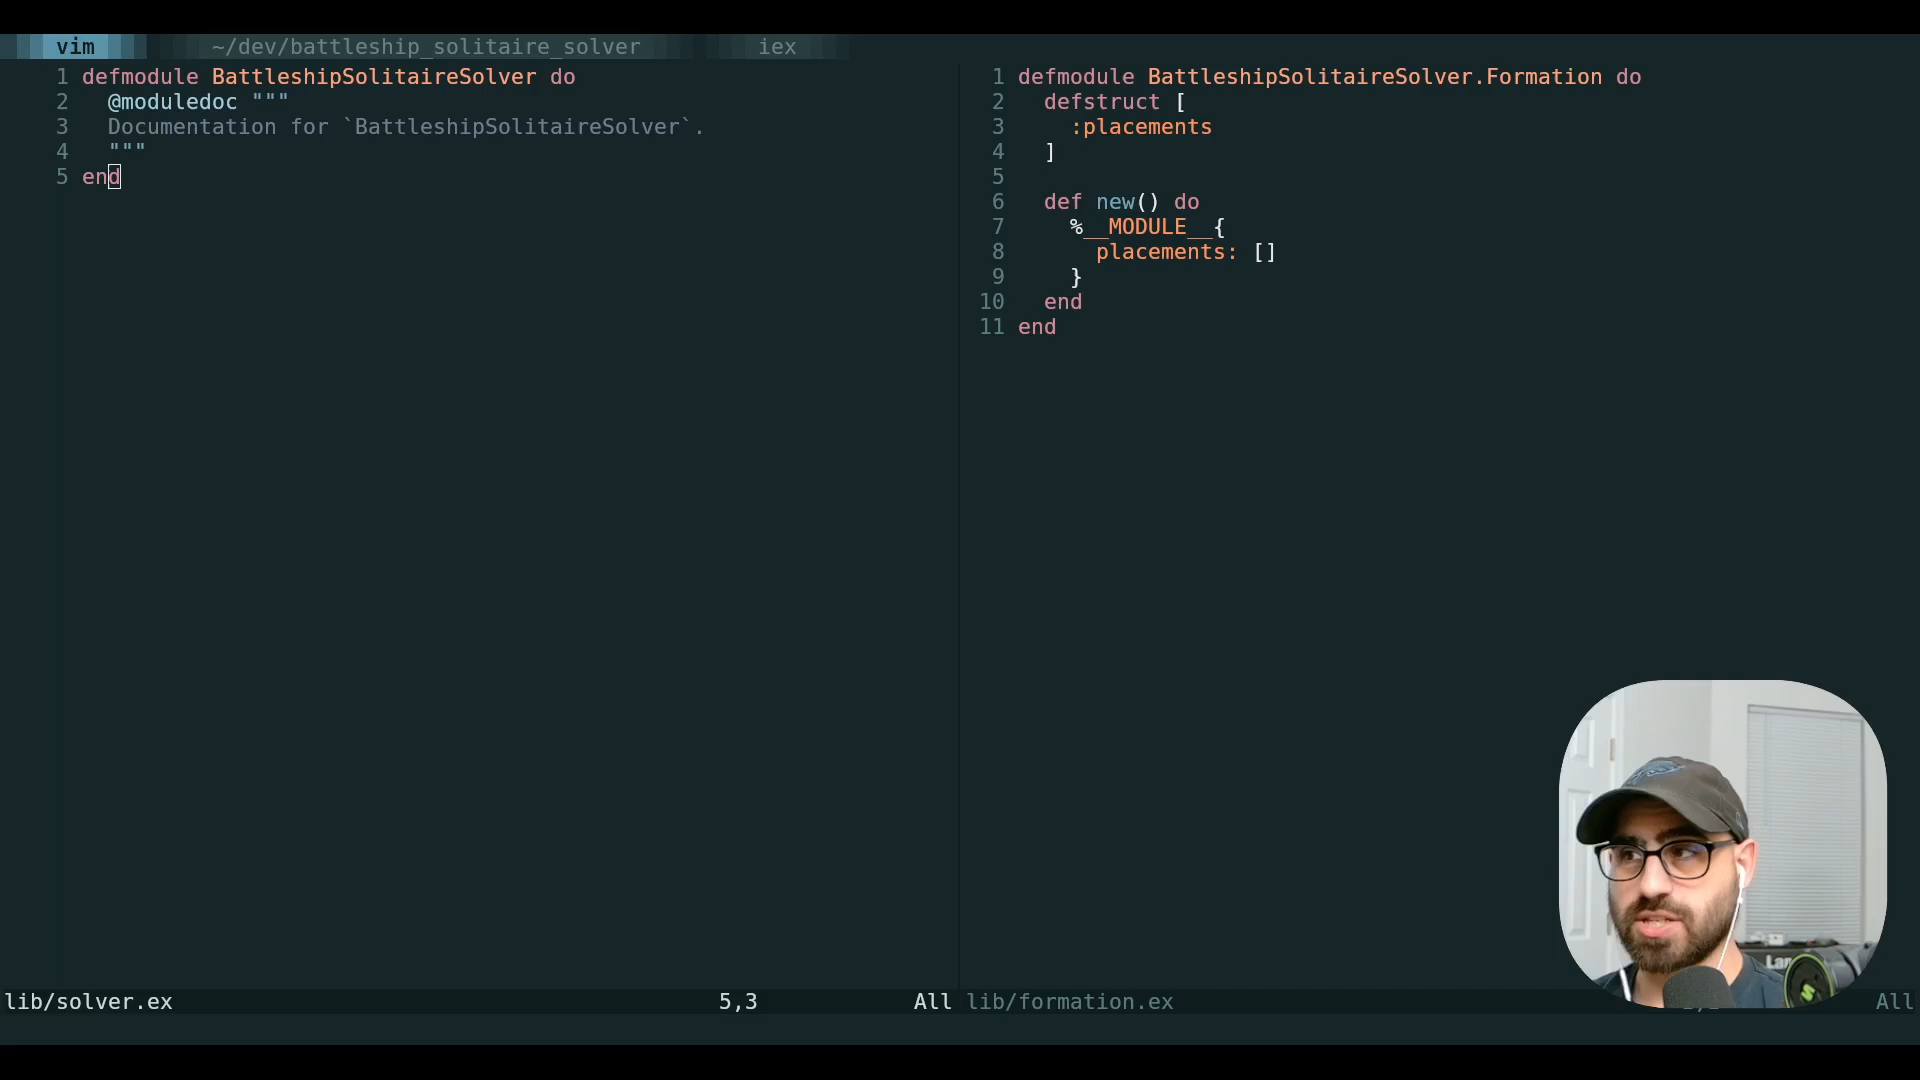 vim ~/dev/battleship_solitaire_solver iex
1 defmodule BattleshipSolitaireSolver do
2   @moduledoc """
3   Documentation for `BattleshipSolitaireSolver`.
4   """
5 end
lib/solver.ex 5,3 All
1 defmodule BattleshipSolitaireSolver.Formation do
2   defstruct [
3     :placements
4   ]
5
6   def new() do
7     %__MODULE__{
8       placements: []
9     }
10   end
11 end
lib/formation.ex All